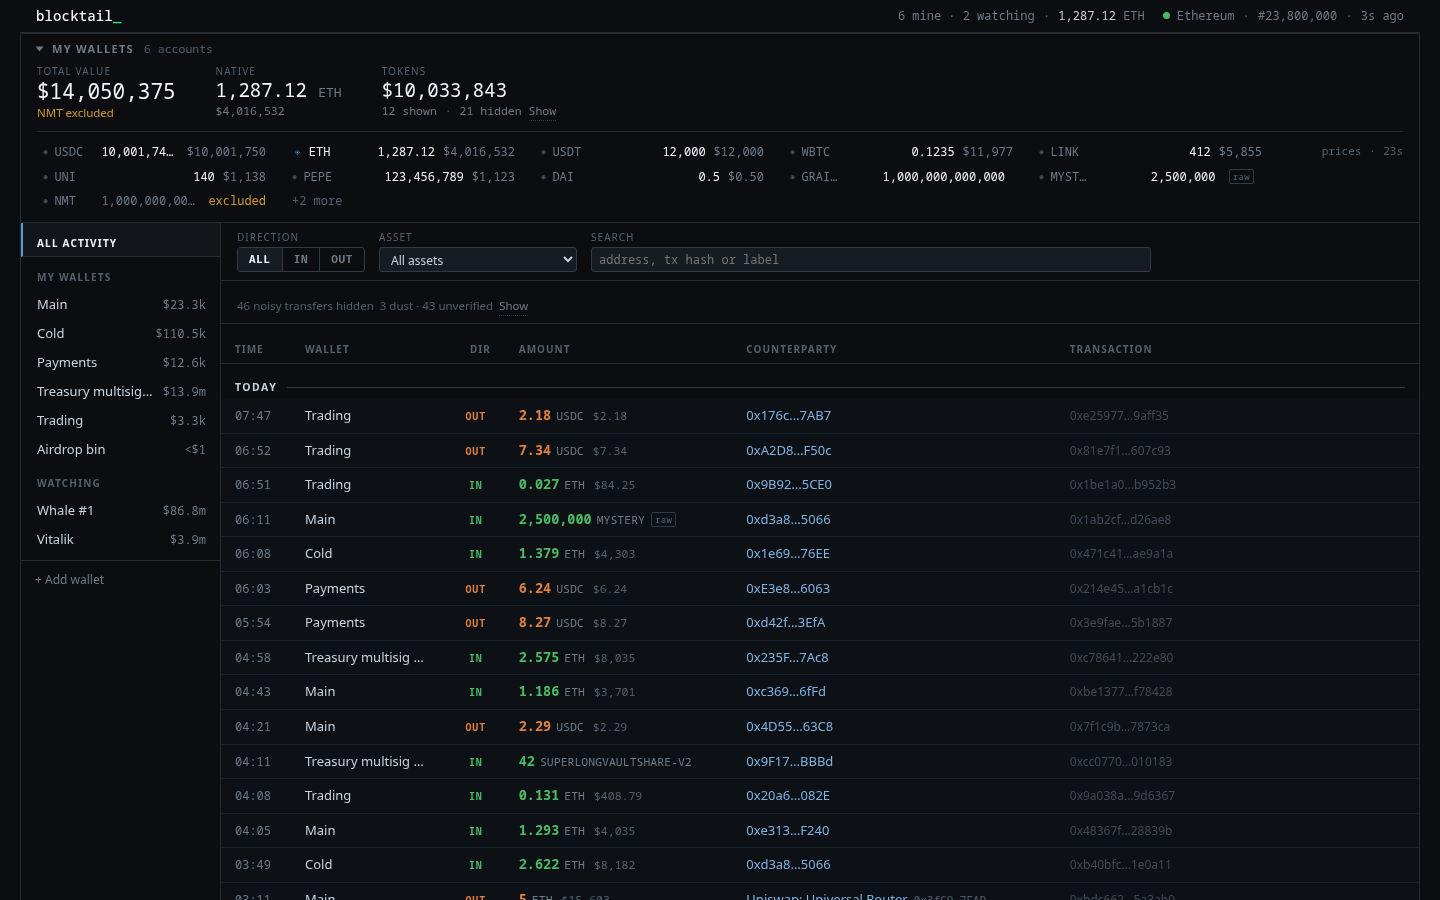 blocktail_
6 mine · 2 watching · 1,287.12 ETH ● Ethereum · #23,800,000 · 3s ago
▼ MY WALLETS 6 accounts
TOTAL VALUE
$14,050,375
NMT excluded
NATIVE
1,287.12 ETH
$4,016,532
TOKENS
$10,033,843
12 shown · 21 hidden Show
USDC 10,001,74… $10,001,750
ETH 1,287.12 $4,016,532
USDT 12,000 $12,000
WBTC 0.1235 $11,977
LINK 412 $5,855
prices · 23s
UNI 140 $1,138
PEPE 123,456,789 $1,123
DAI 0.5 $0.50
GRAI… 1,000,000,000,000
MYST… 2,500,000 raw
NMT 1,000,000,00… excluded
+2 more
ALL ACTIVITY
MY WALLETS
Main $23.3k
Cold $110.5k
Payments $12.6k
Treasury multisig… $13.9m
Trading $3.3k
Airdrop bin <$1
WATCHING
Whale #1 $86.8m
Vitalik $3.9m
+ Add wallet
DIRECTION
ALL IN OUT
ASSET
All assets
SEARCH
address, tx hash or label
46 noisy transfers hidden 3 dust · 43 unverified Show
TIME WALLET DIR AMOUNT COUNTERPARTY TRANSACTION
TODAY
07:47 Trading OUT 2.18 USDC $2.18 0x176c…7AB7 0xe25977…9aff35
06:52 Trading OUT 7.34 USDC $7.34 0xA2D8…F50c 0x81e7f1…607c93
06:51 Trading IN 0.027 ETH $84.25 0x9B92…5CE0 0x1be1a0…b952b3
06:11 Main IN 2,500,000 MYSTERY raw 0xd3a8…5066 0x1ab2cf…d26ae8
06:08 Cold IN 1.379 ETH $4,303 0x1e69…76EE 0x471c41…ae9a1a
06:03 Payments OUT 6.24 USDC $6.24 0xE3e8…6063 0x214e45…a1cb1c
05:54 Payments OUT 8.27 USDC $8.27 0xd42f…3EfA 0x3e9fae…5b1887
04:58 Treasury multisig … IN 2.575 ETH $8,035 0x235F…7Ac8 0xc78641…222e80
04:43 Main IN 1.186 ETH $3,701 0xc369…6fFd 0xbe1377…f78428
04:21 Main OUT 2.29 USDC $2.29 0x4D55…63C8 0x7f1c9b…7873ca
04:11 Treasury multisig … IN 42 SUPERLONGVAULTSHARE-V2 0x9F17…BBBd 0xcc0770…010183
04:08 Trading IN 0.131 ETH $408.79 0x20a6…082E 0x9a038a…9d6367
04:05 Main IN 1.293 ETH $4,035 0xe313…F240 0x48367f…28839b
03:49 Cold IN 2.622 ETH $8,182 0xd3a8…5066 0xb40bfc…1e0a11
03:11 Main OUT 5 ETH $15,603 Uniswap: Universal Router 0x3fC9…7FAD 0xbdc662…5a3ab9